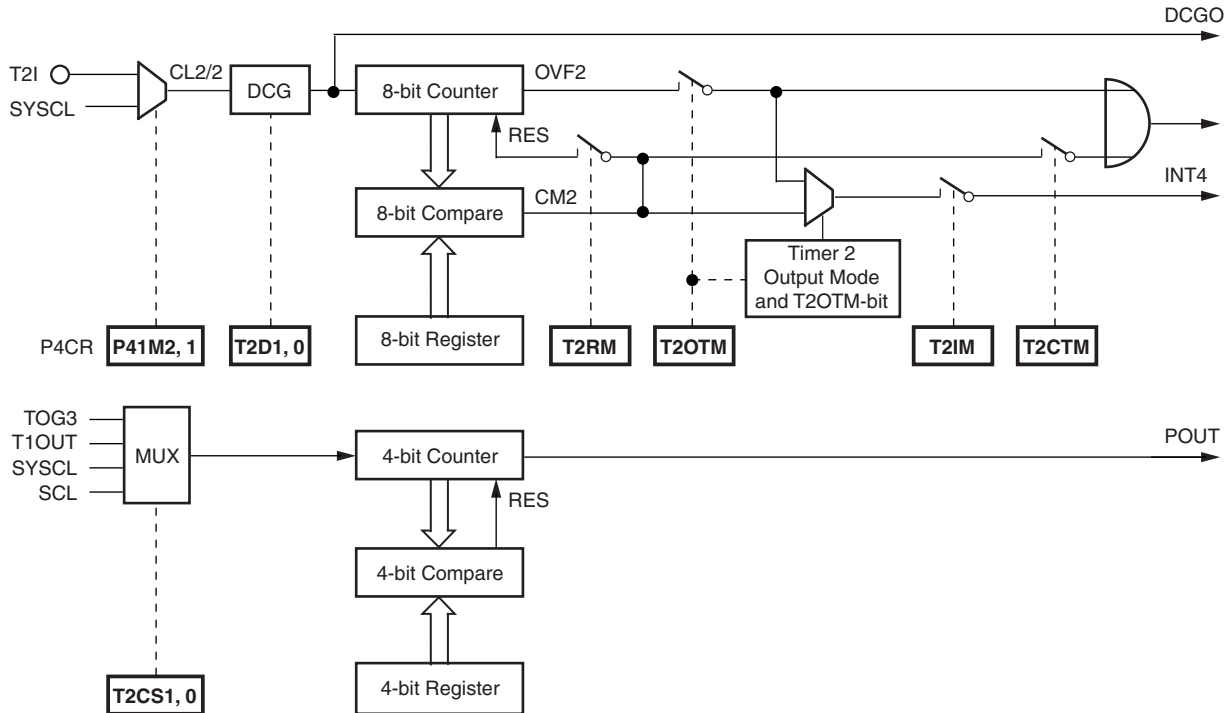 DCGO
T2I
SYSCL
CL2/2
DCG
8-bit Counter
OVF2
RES
8-bit Compare
CM2
INT4
Timer 2
Output Mode
and T2OTM-bit
8-bit Register
P4CR
P41M2, 1
T2D1, 0
T2RM
T2OTM
T2IM
T2CTM
TOG3
T1OUT
SYSCL
SCL
MUX
4-bit Counter
POUT
RES
4-bit Compare
4-bit Register
T2CS1, 0